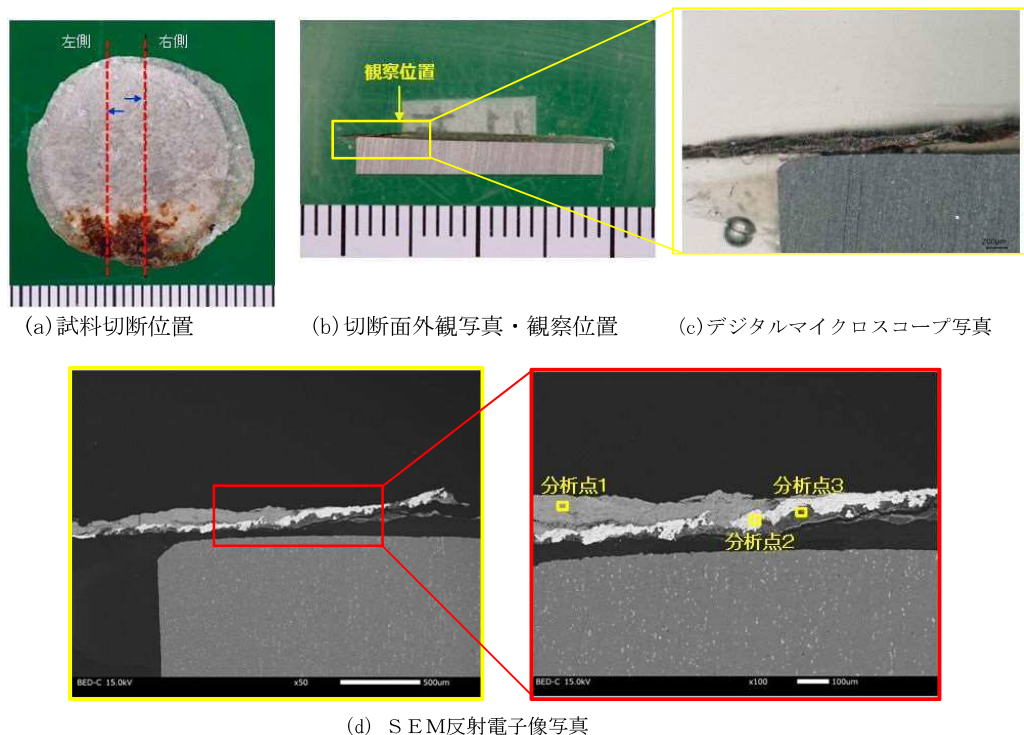 左側
右側
観察位置
200μm
(a)試料切断位置
(b)切断面外観写真・観察位置
(c)デジタルマイクロスコープ写真
BED-C 15.0kV
x50
500um
分析点1
分析点2
分析点3
BED-C 15.0kV
x100
100um
(d) ＳＥＭ反射電子像写真